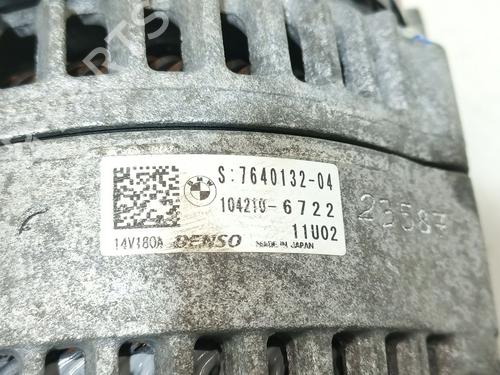 S:7640132-04
104210-6722
11U02
14V180A DENSO MADE IN JAPAN
23587